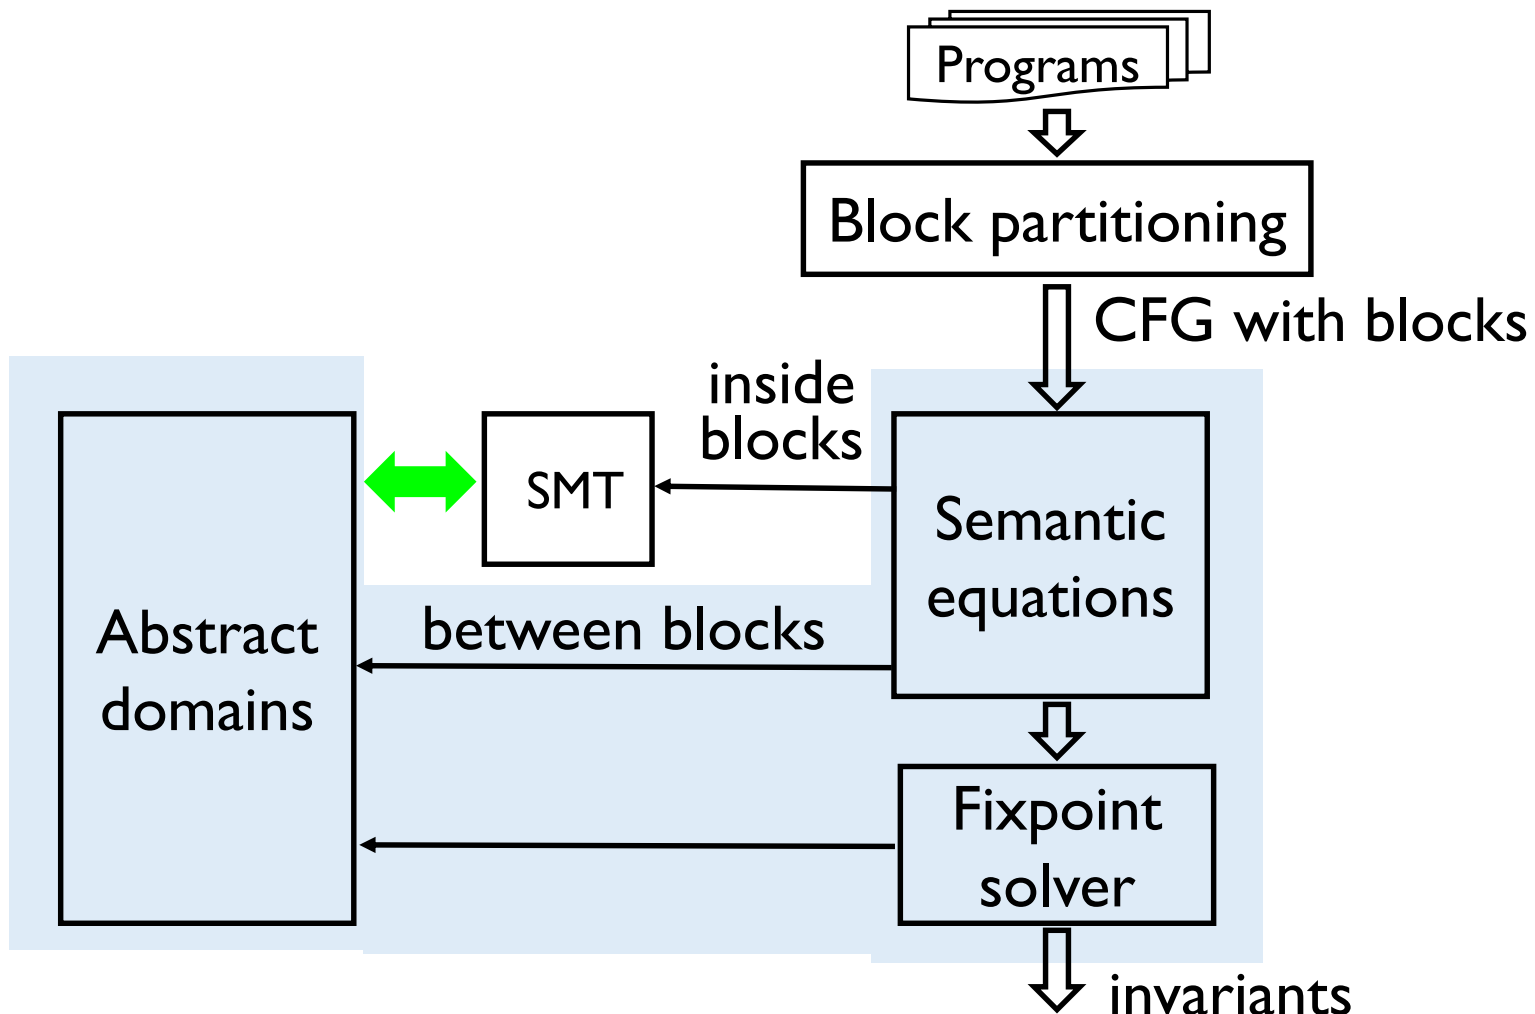 Programs
Block partitioning
CFG with blocks
inside
blocks
SMT
Semantic
equations
between blocks
Abstract
domains
Fixpoint
solver
invariants